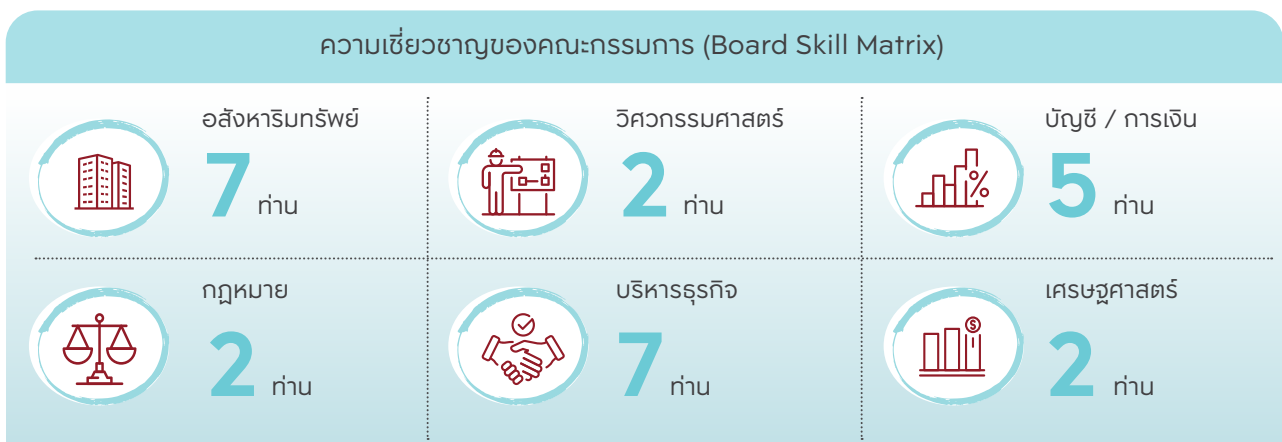 ความเชี่ยวชาญของคณะกรรมการ (Board Skill Matrix)
อสังหาริมทรัพย์
7 ท่าน
วิศวกรรมศาสตร์
2 ท่าน
บัญชี / การเงิน
5 ท่าน
กฎหมาย
2 ท่าน
บริหารธุรกิจ
7 ท่าน
เศรษฐศาสตร์
2 ท่าน